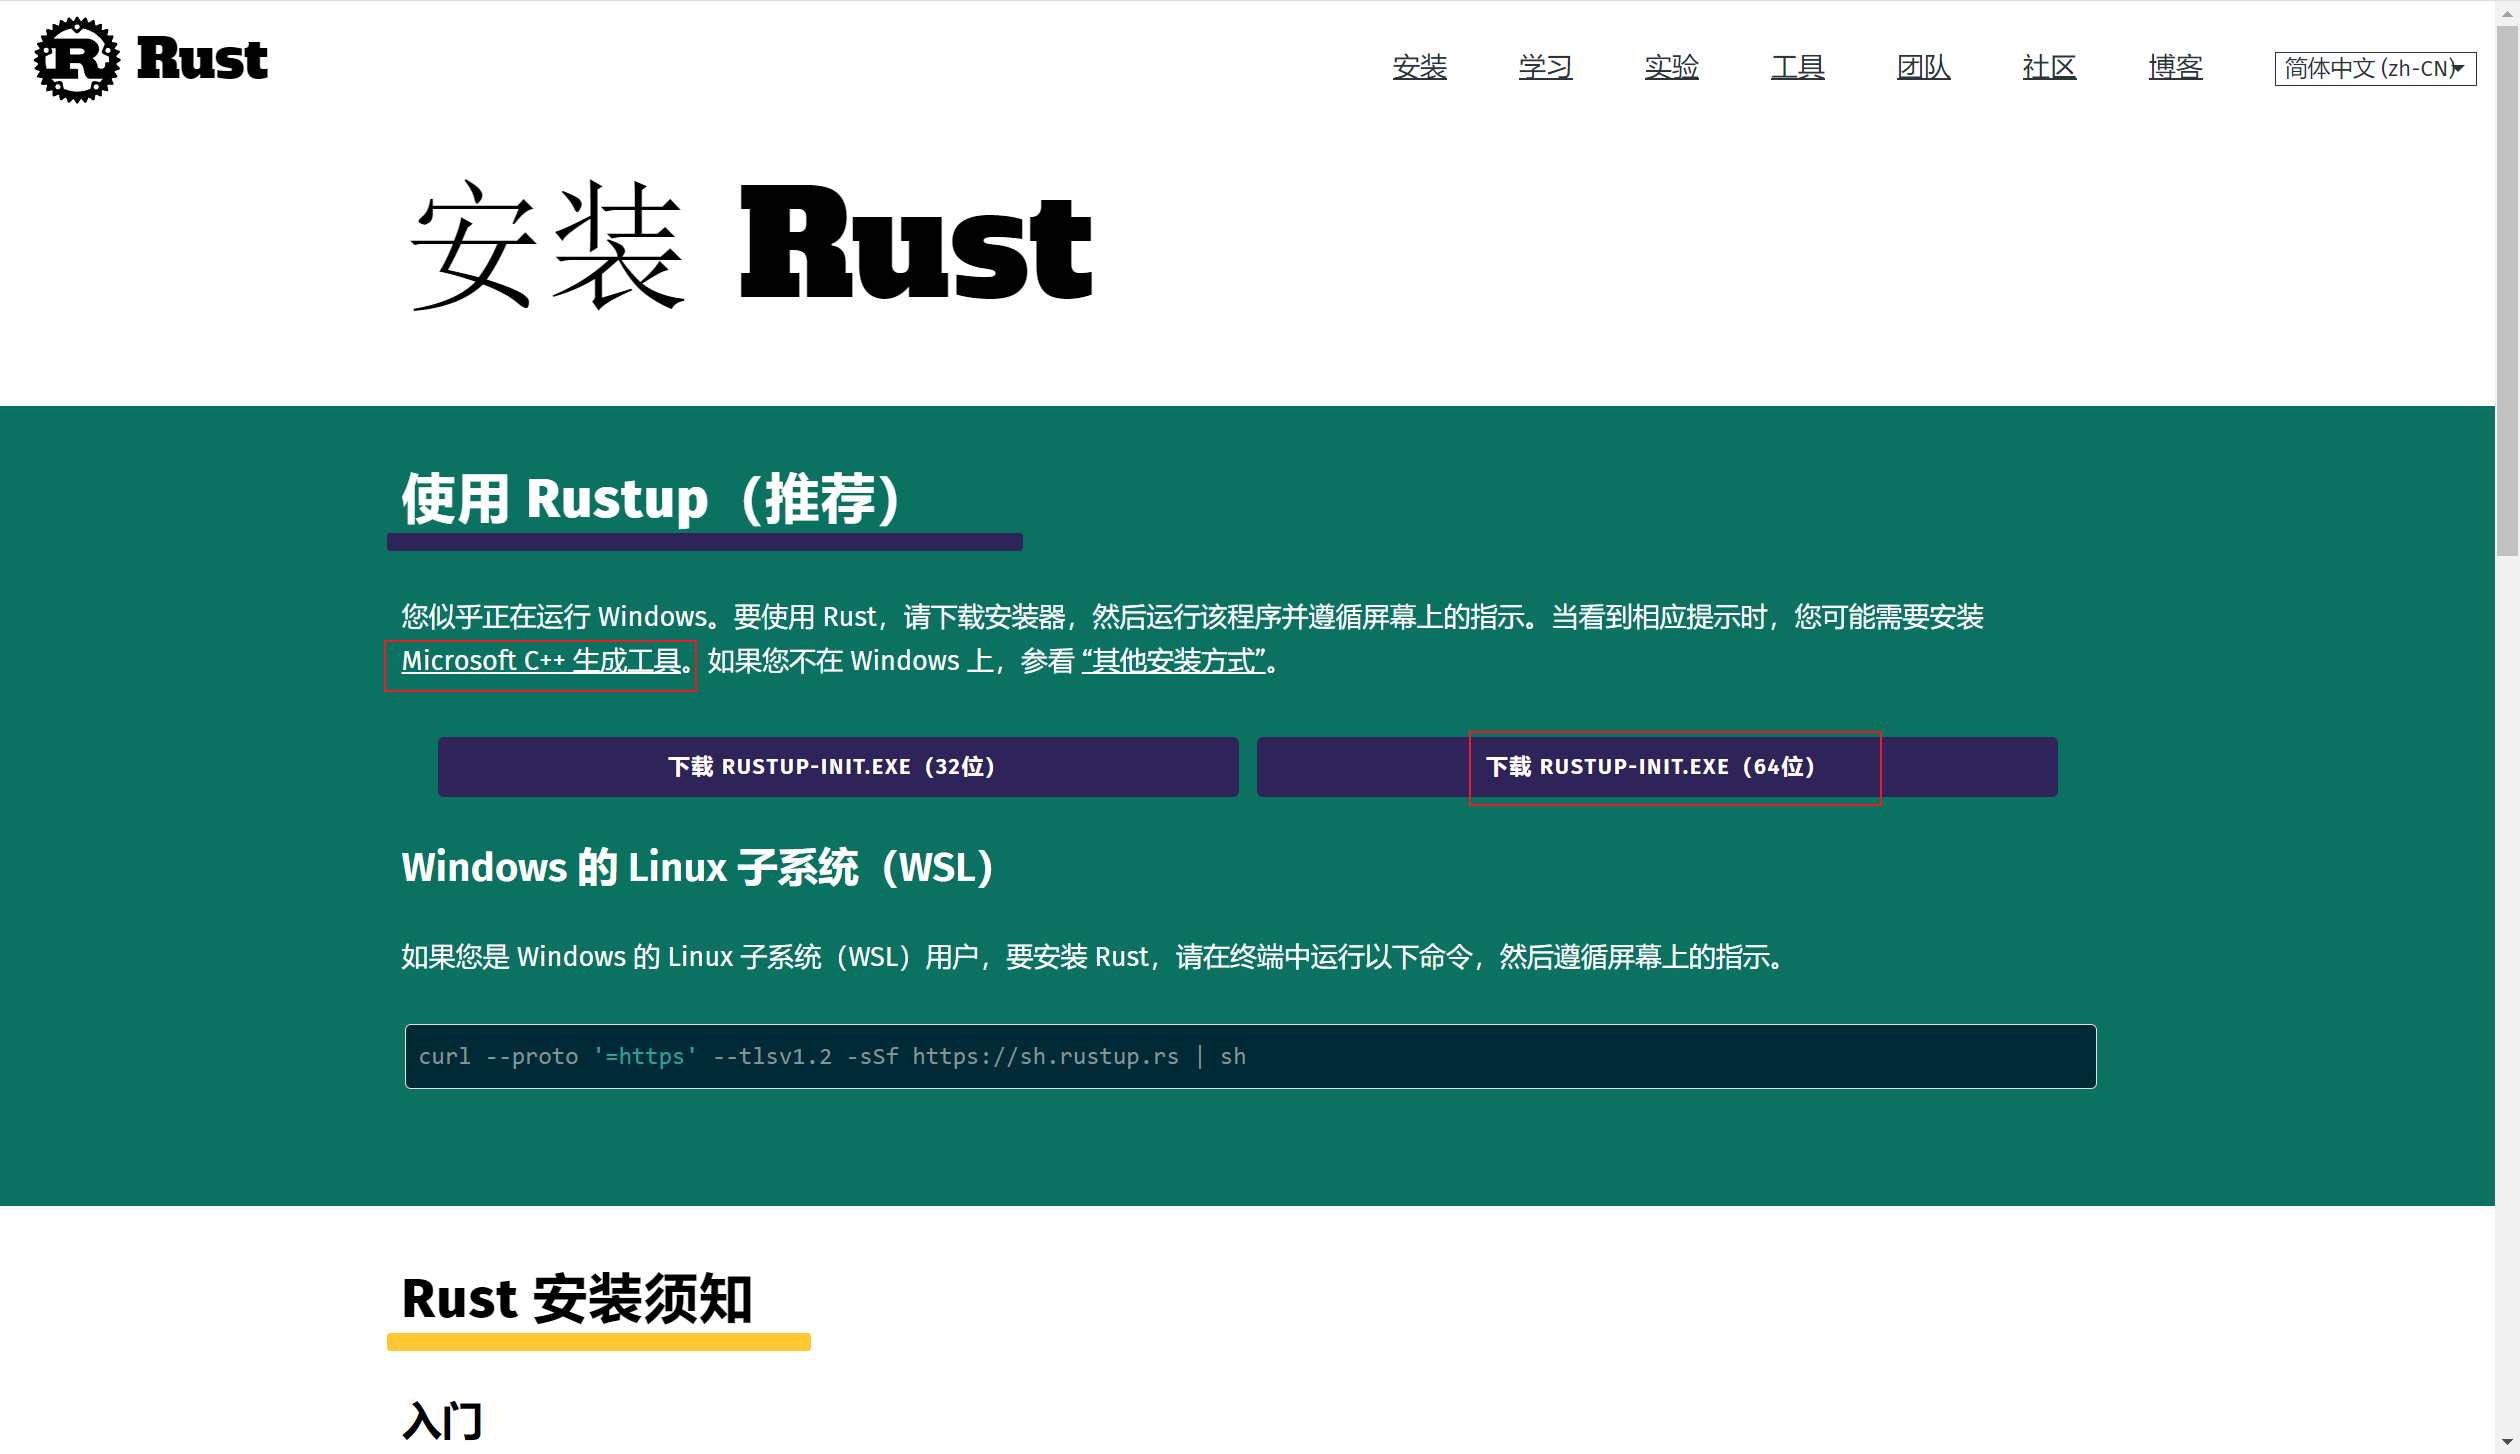 Rust
安装 学习 实验 工具 团队 社区 博客 简体中文 (zh-CN)
安装 Rust
使用 Rustup（推荐）
您似乎正在运行 Windows。要使用 Rust，请下载安装器，然后运行该程序并遵循屏幕上的指示。当看到相应提示时，您可能需要安装
Microsoft C++ 生成工具。如果您不在 Windows 上，参看 “其他安装方式”。
下载 RUSTUP-INIT.EXE（32位） 下载 RUSTUP-INIT.EXE（64位）
Windows 的 Linux 子系统（WSL）
如果您是 Windows 的 Linux 子系统（WSL）用户，要安装 Rust，请在终端中运行以下命令，然后遵循屏幕上的指示。
curl --proto '=https' --tlsv1.2 -sSf https://sh.rustup.rs | sh
Rust 安装须知
入门